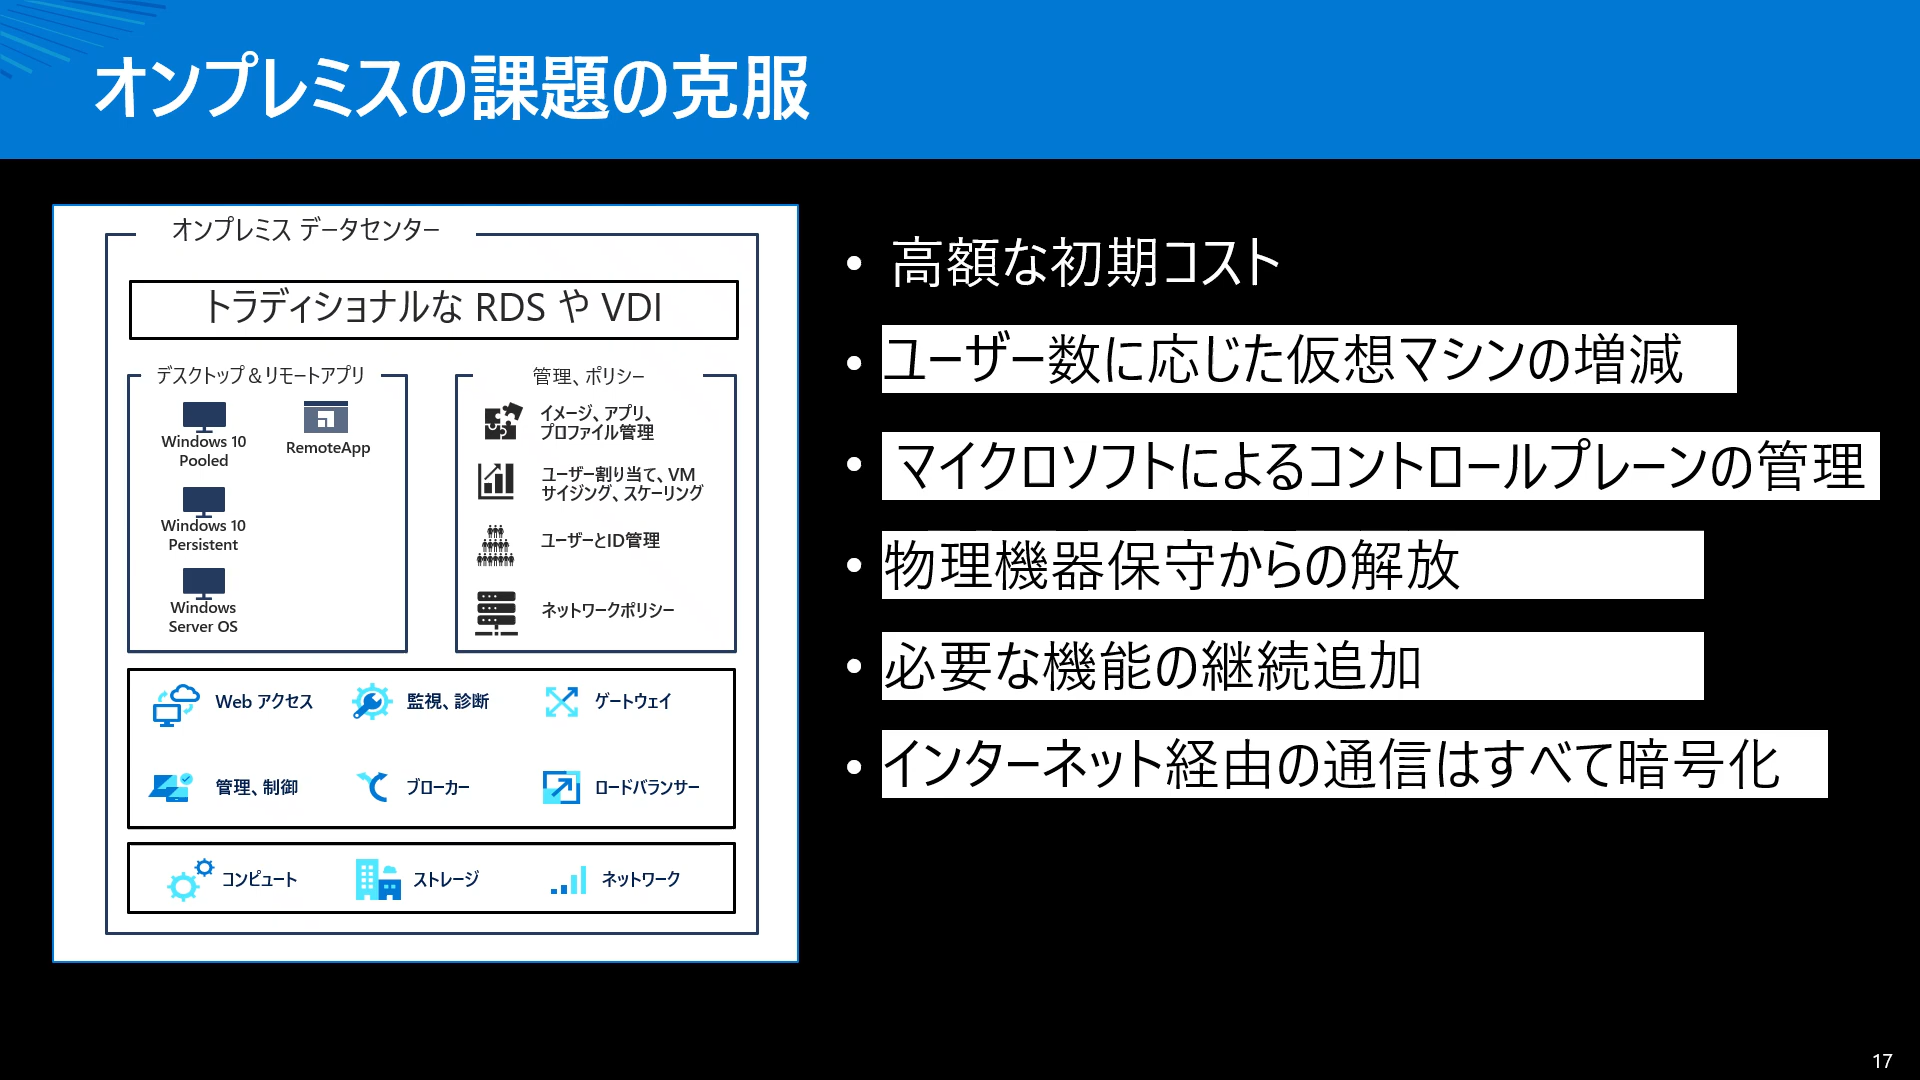 オンプレミスの課題の克服
オンプレミス データセンター
トラディショナルな RDS や VDI
デスクトップ&リモートアプリ
Windows 10
Pooled
RemoteApp
Windows 10
Persistent
Windows
Server OS
管理、ポリシー
イメージ、アプリ、
プロファイル管理
ユーザー割り当て、VM
サイジング、スケーリング
ユーザーとID管理
ネットワークポリシー
Web アクセス
監視、診断
ゲートウェイ
管理、制御
ブローカー
ロードバランサー
コンピュート
ストレージ
ネットワーク
• 高額な初期コスト
• ユーザー数に応じた仮想マシンの増減
• マイクロソフトによるコントロールプレーンの管理
• 物理機器保守からの解放
• 必要な機能の継続追加
• インターネット経由の通信はすべて暗号化
17